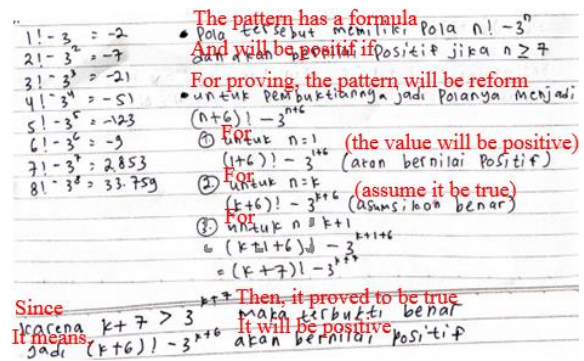 1! - 3 = -2
2! - 3² = -7
3! - 3³ = -21
4! - 3⁴ = -51
5! - 3⁵ = -123
6! - 3⁶ = -9
7! - 3⁷ = 2.853
8! - 3⁸ = 33.759
The pattern has a formula
• Pola tersebut memiliki Pola n! - 3ⁿ
And will be positif if
dan akan bernilai Positif jika n ≥ 7
For proving, the pattern will be reform
• untuk Pembuktiannya jadi Polanya menjadi
(n+6)! - 3ⁿ⁺⁶
For
① untuk n=1 (the value will be positive)
(1+6)! - 3¹⁺⁶ (akan bernilai Positif)
For
② untuk n=k (assume it be true)
(k+6)! - 3ᵏ⁺⁶ (asumsikan benar)
For
③ untuk n = k+1
= (k+1+6)! - 3ᵏ⁺¹⁺⁶
= (k+7)! - 3ᵏ⁺⁷
Since Then, it proved to be true
karena k+7 > 3ᵏ⁺⁷ maka terbukti benar
It means, It will be positive
Jadi (k+6)! - 3ᵏ⁺⁶ akan bernilai positif